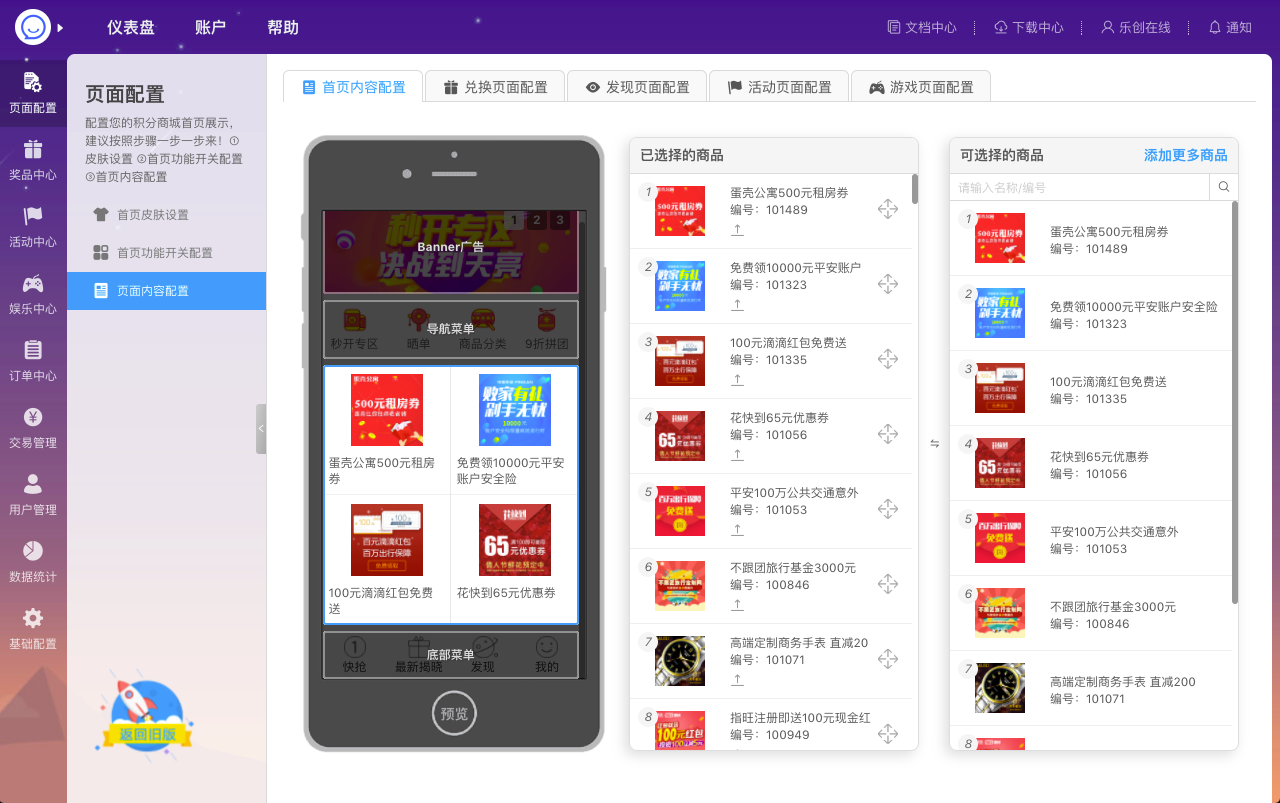 仪表盘
账户
帮助
文档中心
下载中心
乐创在线
通知
页面配置
奖品中心
活动中心
娱乐中心
订单中心
交易管理
用户管理
数据统计
基础配置
页面配置
配置您的积分商城首页展示，
建议按照步骤一步一步来！①
皮肤设置 ②首页功能开关配置
③首页内容配置
首页皮肤设置
首页功能开关配置
页面内容配置
返回旧版
首页内容配置
兑换页面配置
发现页面配置
活动页面配置
游戏页面配置
秒开专区
决战到天亮
1 2 3
Banner广告
导航菜单
秒开专区 晒单 商品分类 9折拼团
蛋壳公寓
500元租房券
败家有礼
剁手无忧
10000元
蛋壳公寓500元租房
券
免费领10000元平安
账户安全险
百元滴滴红包
百万出行保障
免费领取
花快到
65元优惠券
情人节鲜花预定中
100元滴滴红包免费
送
花快到65元优惠券
底部菜单
快抢 最新揭晓 发现 我的
预览
已选择的商品
1
蛋壳公寓500元租房券
编号：101489
2
免费领10000元平安账户
编号：101323
3
100元滴滴红包免费送
编号：101335
4
花快到65元优惠券
编号：101056
5
平安100万公共交通意外
编号：101053
6
不跟团旅行基金3000元
编号：100846
7
高端定制商务手表 直减20
编号：101071
8
指旺注册即送100元现金红
编号：100949
可选择的商品
添加更多商品
请输入名称/编号
1
蛋壳公寓500元租房券
编号：101489
2
免费领10000元平安账户安全险
编号：101323
3
100元滴滴红包免费送
编号：101335
4
花快到65元优惠券
编号：101056
5
平安100万公共交通意外
编号：101053
6
不跟团旅行基金3000元
编号：100846
7
高端定制商务手表 直减200
编号：101071
8